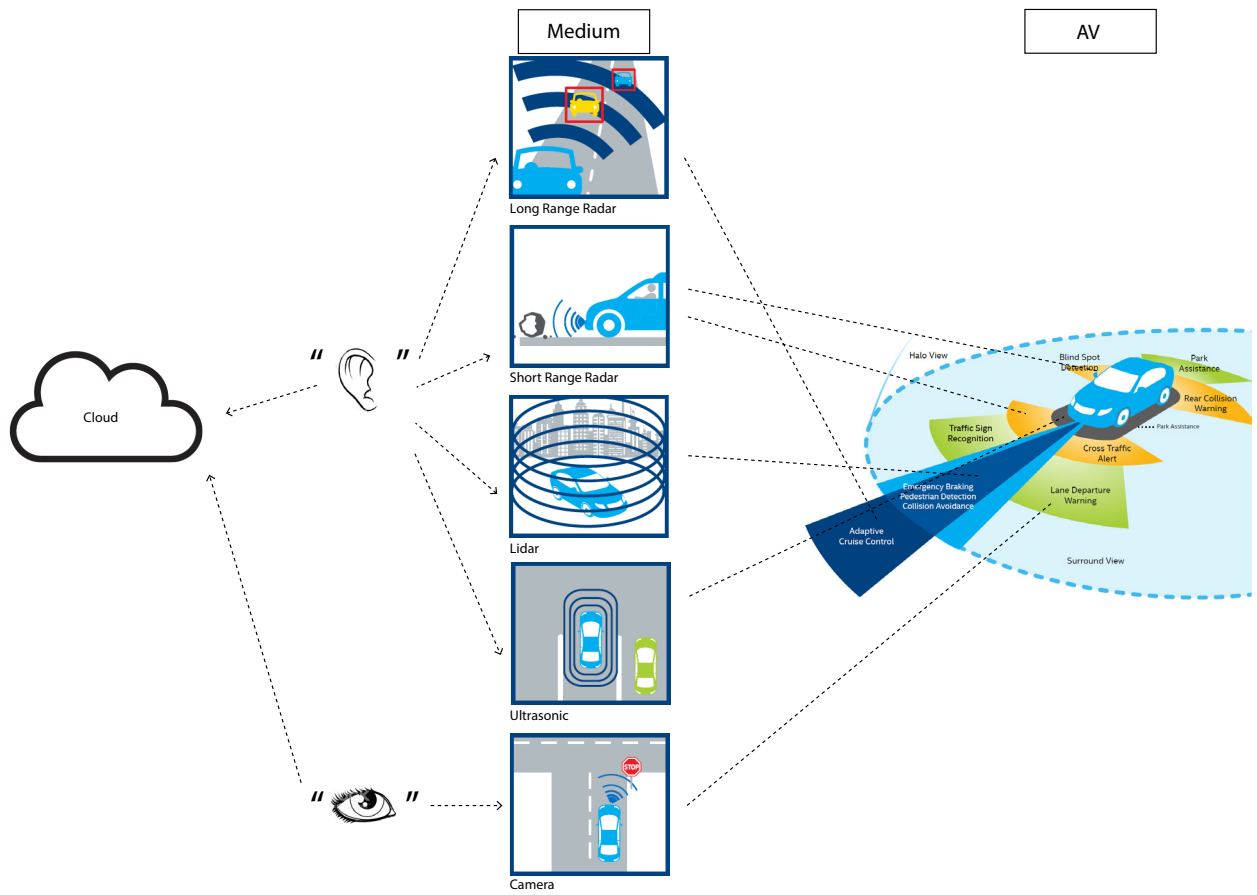 Medium
AV
Long Range Radar
Short Range Radar
Lidar
Ultrasonic
STOP
Camera
“ ”
“ ”
Cloud
Halo View
Blind Spot
Detection
Park
Assistance
Rear Collision
Warning
Park Assistance
Traffic Sign
Recognition
Cross Traffic
Alert
Emergency Braking
Pedestrian Detection
Collision Avoidance
Lane Departure
Warning
Adaptive
Cruise Control
Surround View